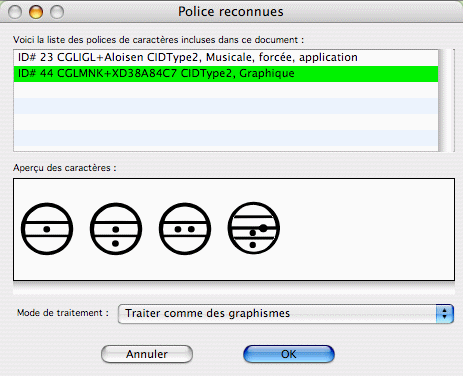 Police reconnues
Voici la liste des polices de caractères incluses dans ce document :
ID# 23 CGLIGL+Aloisen CIDType2, Musicale, forcée, application
ID# 44 CGLMNK+XD38A84C7 CIDType2, Graphique
Aperçu des caractères :
Mode de traitement : Traiter comme des graphismes
Annuler OK